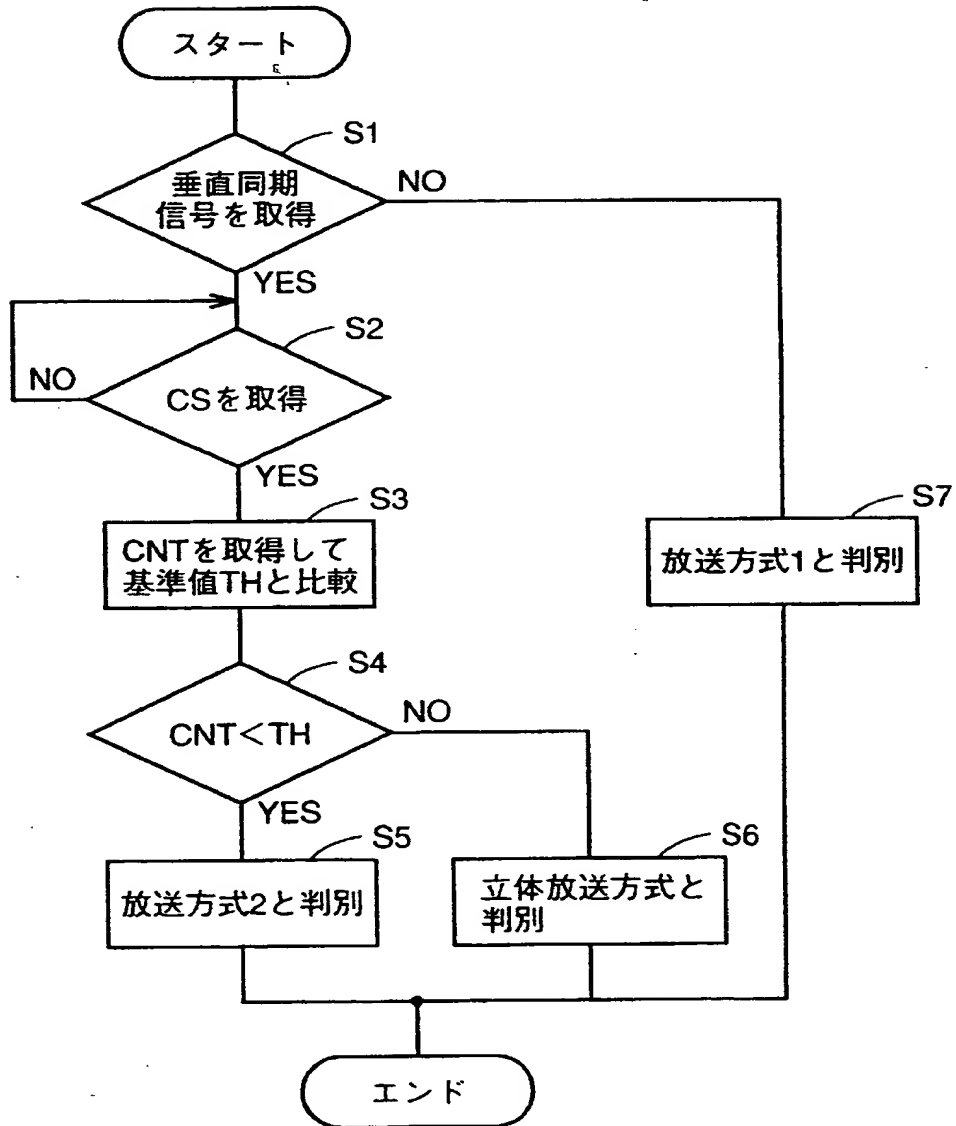 スタート
S1
垂直同期
信号を取得
NO
YES
S2
NO
CSを取得
YES
S3
CNTを取得して
基準値THと比較
S7
放送方式1と判別
S4
CNT<TH
NO
YES
S5
放送方式2と判別
S6
立体放送方式と
判別
エンド